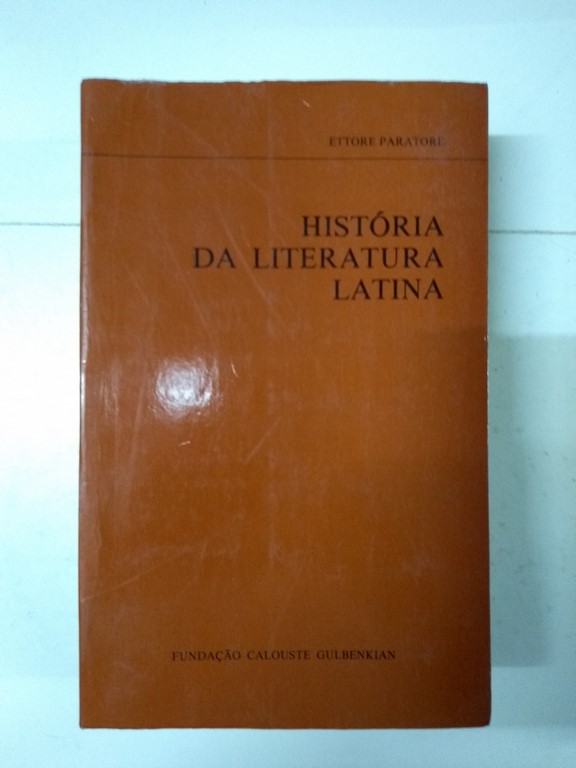 ETTORE PARATORE
HISTÓRIA
DA LITERATURA
LATINA
FUNDAÇÃO CALOUSTE GULBENKIAN